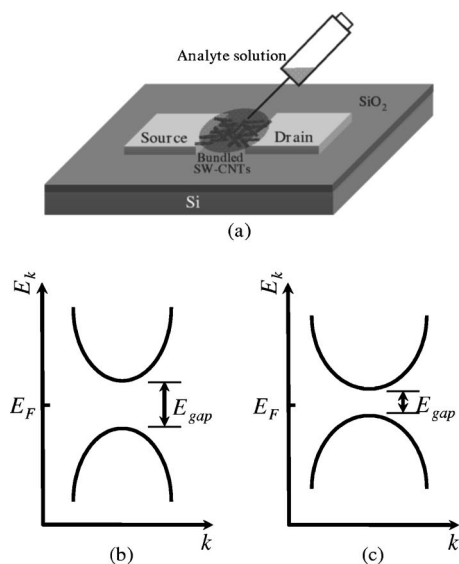 Analyte solution
SiO2
Source
Drain
Bundled
SW-CNTs
Si
(a)
Ek
EF
Egap
k
(b)
Ek
EF
Egap
k
(c)